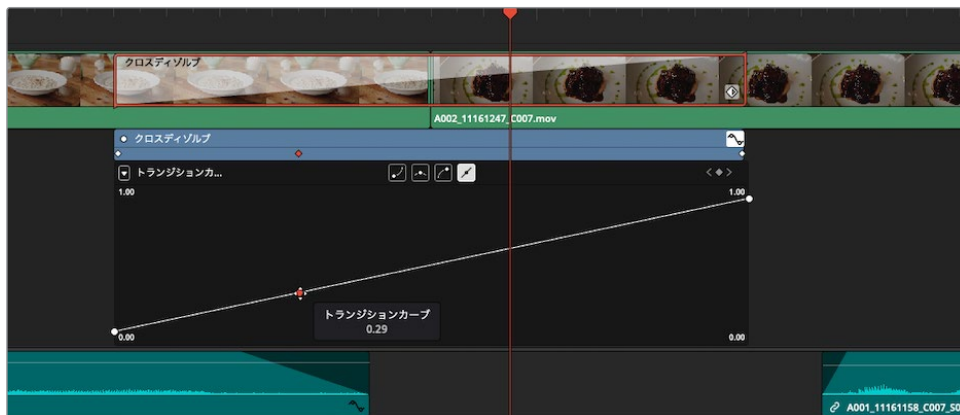 クロスディゾルブ
A002_11161247_C007.mov
クロスディゾルブ
トランジションカ...
1.00
1.00
トランジションカーブ
0.29
0.00
0.00
A001_11161158_C007_S0